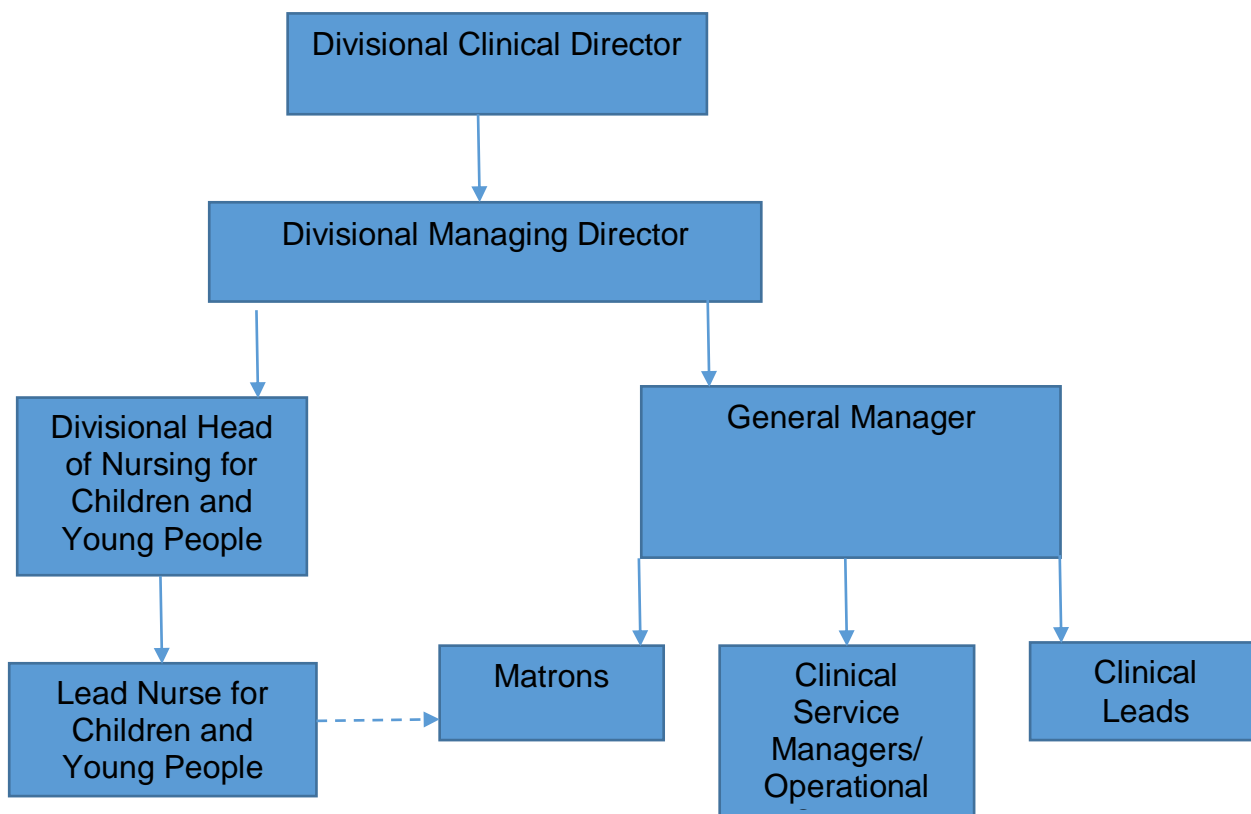 Divisional Clinical Director
Divisional Managing Director
Divisional Head
of Nursing for
Children and
Young People
General Manager
Lead Nurse for
Children and
Young People
Matrons
Clinical
Service
Managers/
Operational
Clinical
Leads